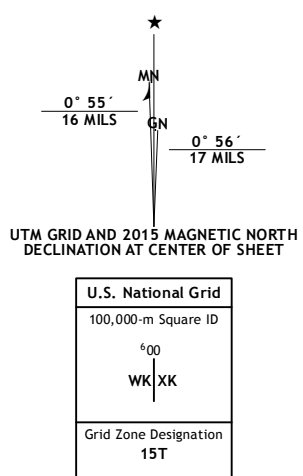 ★
MN
0° 55´
16 MILS
GN
0° 56´
17 MILS
UTM GRID AND 2015 MAGNETIC NORTH
DECLINATION AT CENTER OF SHEET
U.S. National Grid
100,000-m Square ID
⁶00
WK XK
Grid Zone Designation
15T